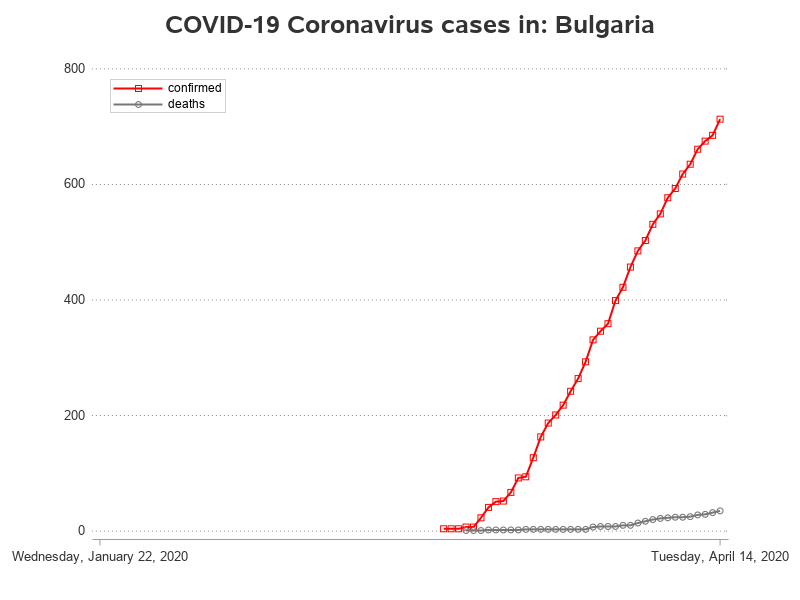 COVID-19 Coronavirus cases in: Bulgaria
800
confirmed
deaths
600
400
200
0
Wednesday, January 22, 2020
Tuesday, April 14, 2020